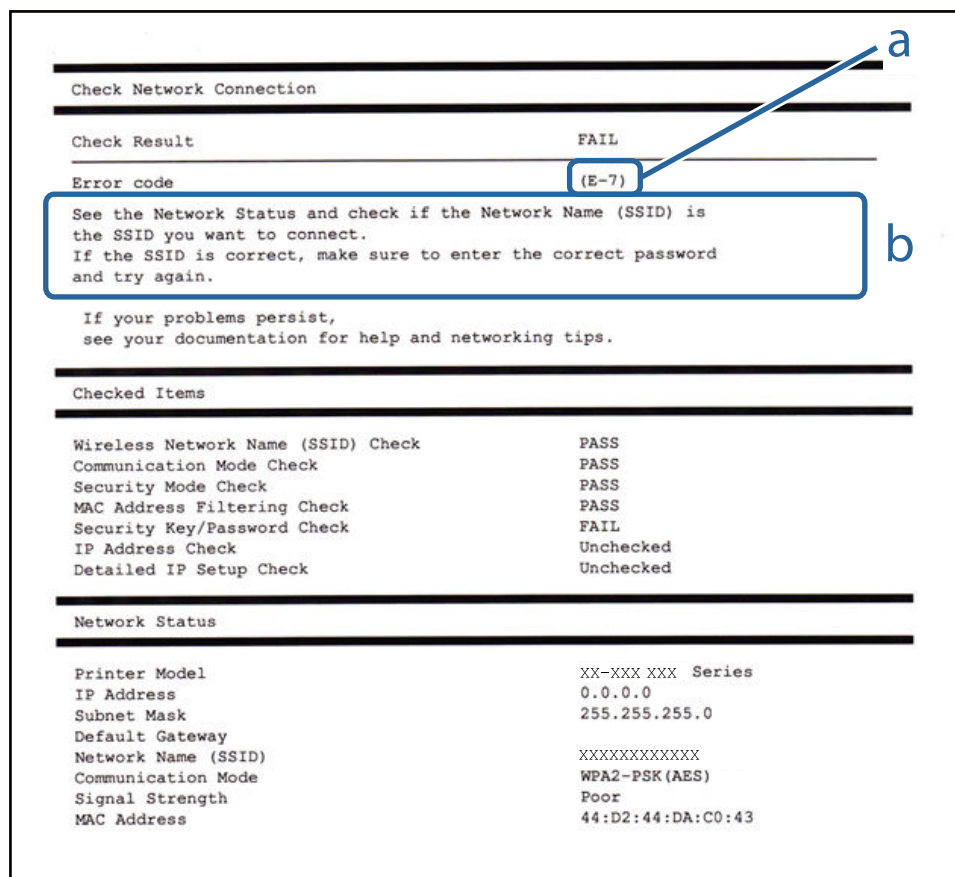 a
Check Network Connection
Check Result FAIL
Error code (E-7)
See the Network Status and check if the Network Name (SSID) is
the SSID you want to connect.
If the SSID is correct, make sure to enter the correct password
and try again.
b
If your problems persist,
see your documentation for help and networking tips.
Checked Items
Wireless Network Name (SSID) Check PASS
Communication Mode Check PASS
Security Mode Check PASS
MAC Address Filtering Check PASS
Security Key/Password Check FAIL
IP Address Check Unchecked
Detailed IP Setup Check Unchecked
Network Status
Printer Model XX-XXX XXX Series
IP Address 0.0.0.0
Subnet Mask 255.255.255.0
Default Gateway
Network Name (SSID) XXXXXXXXXXXX
Communication Mode WPA2-PSK(AES)
Signal Strength Poor
MAC Address 44:D2:44:DA:C0:43